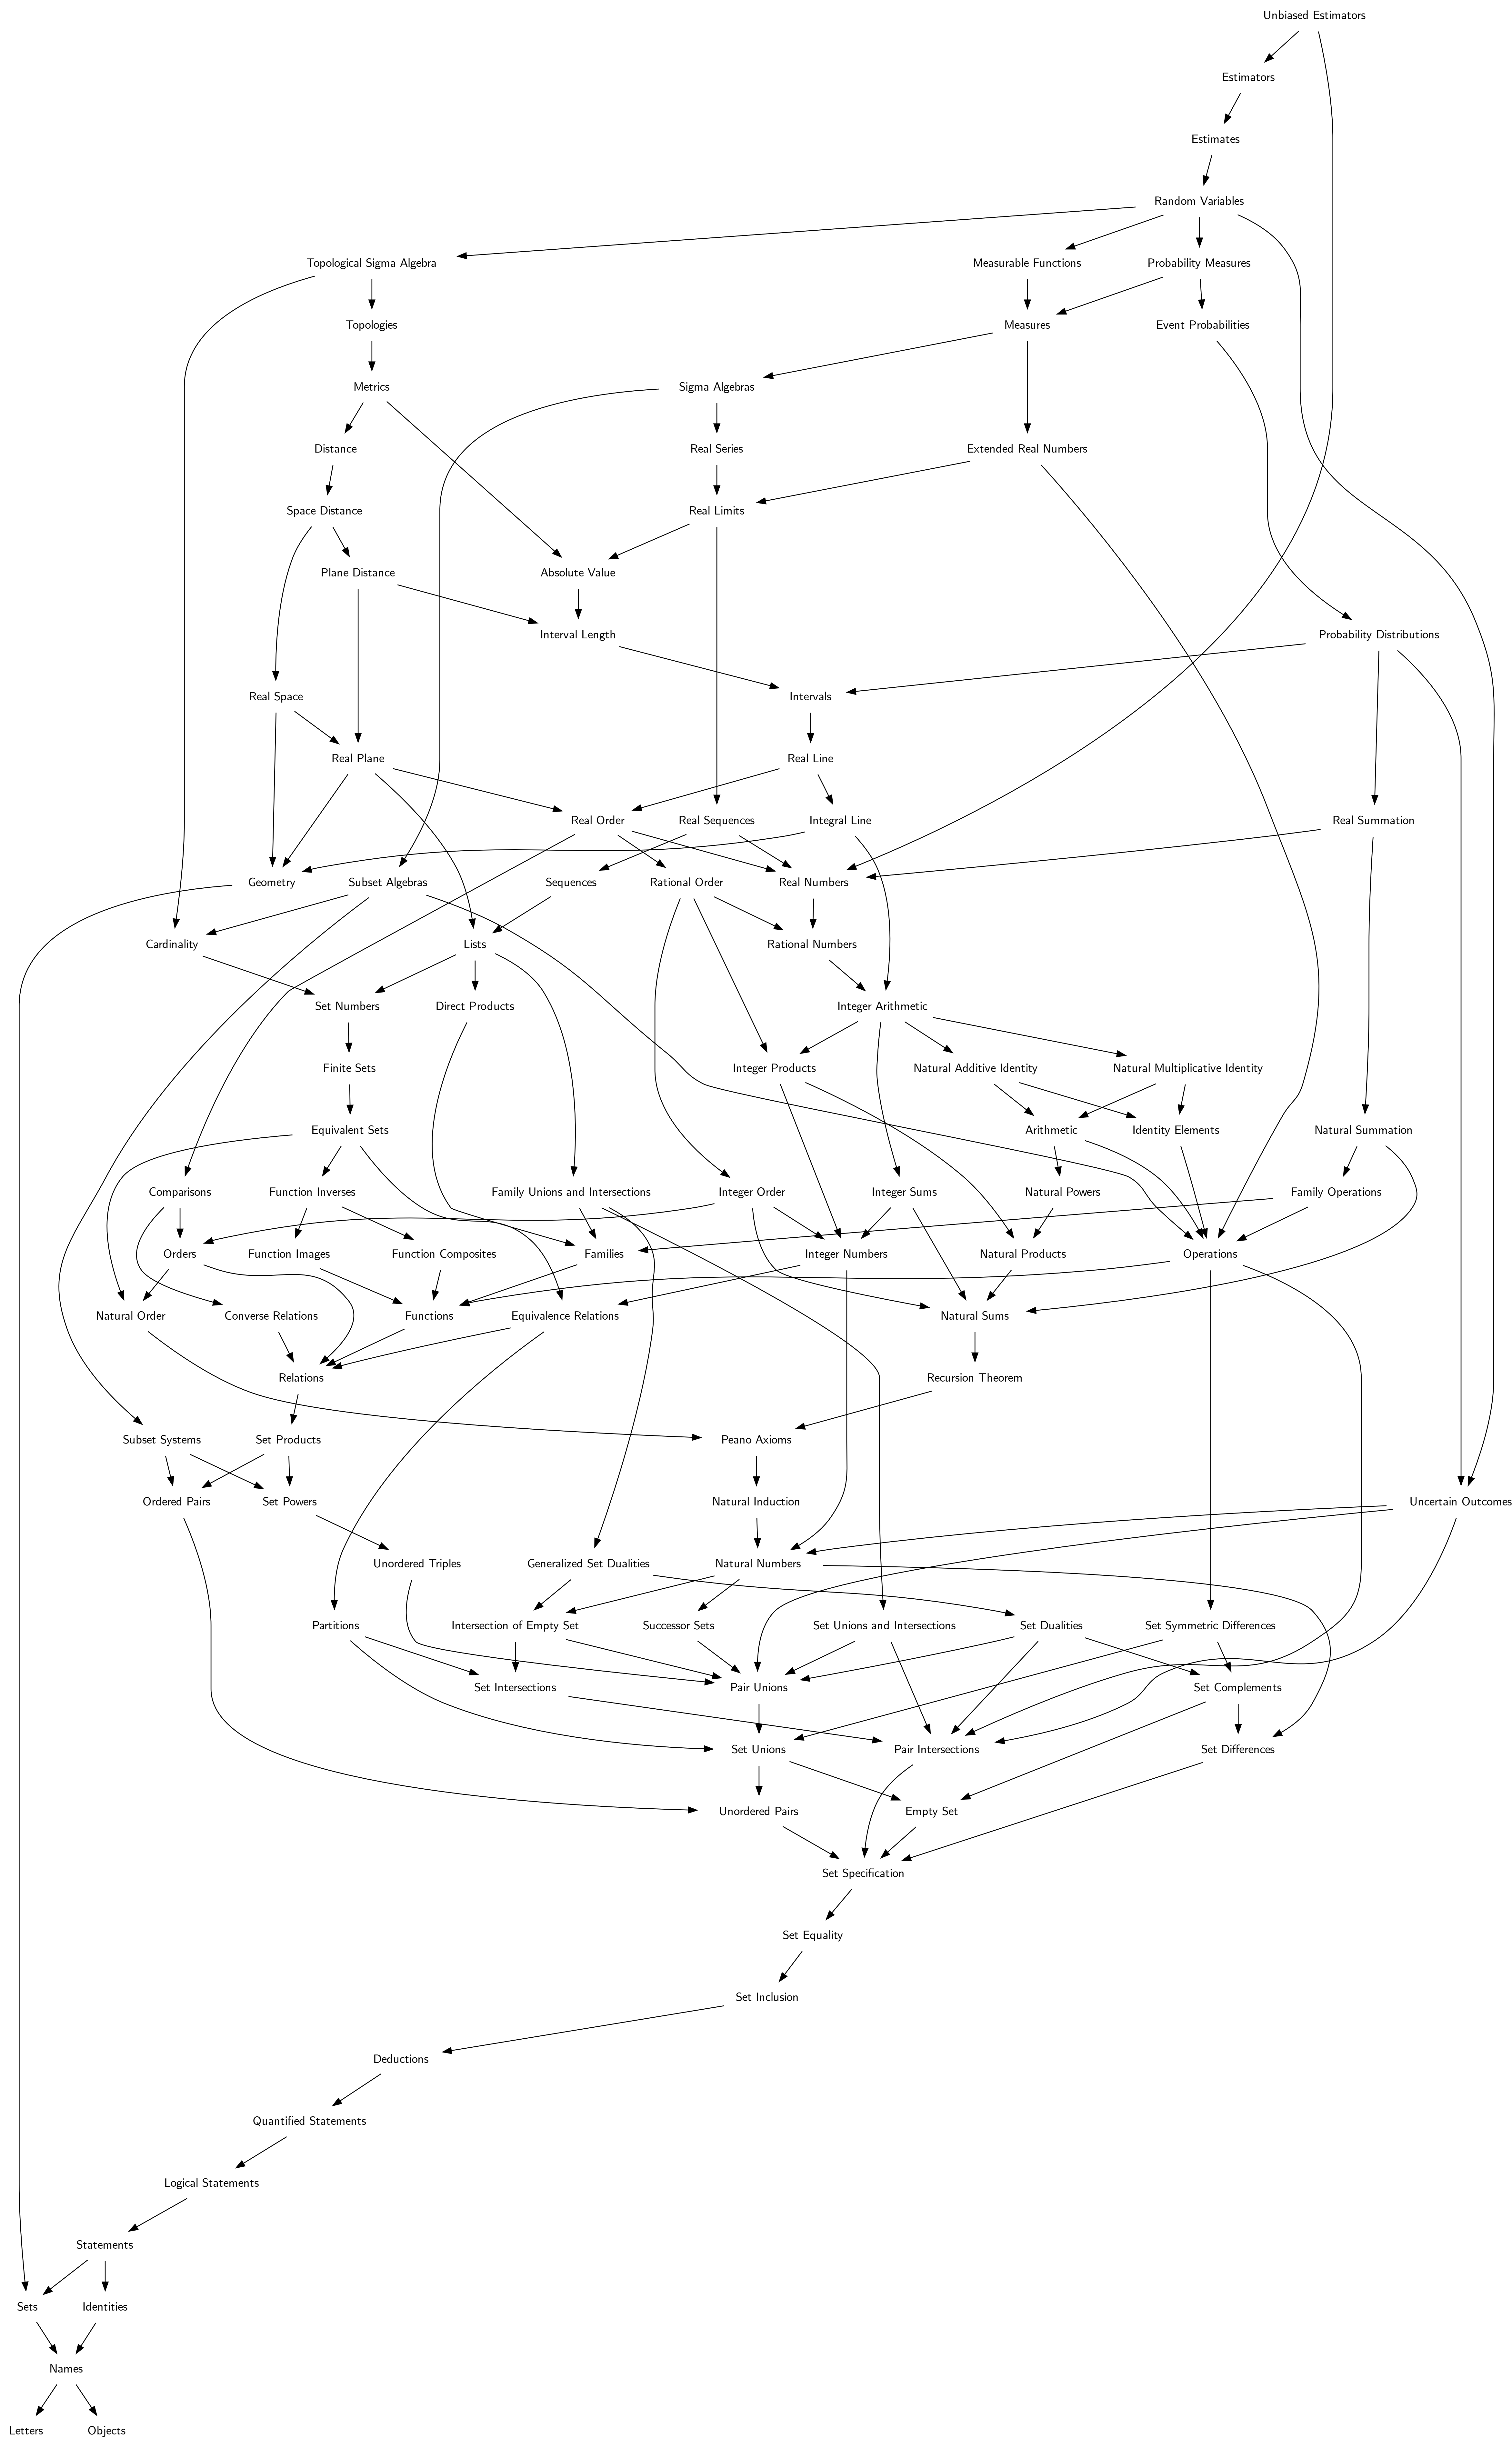 Unbiased Estimators
Estimators
Estimates
Random Variables
Topological Sigma Algebra
Measurable Functions
Probability Measures
Topologies
Measures
Event Probabilities
Metrics
Sigma Algebras
Distance
Real Series
Extended Real Numbers
Space Distance
Real Limits
Plane Distance
Absolute Value
Interval Length
Probability Distributions
Real Space
Intervals
Real Plane
Real Line
Real Order
Real Sequences
Integral Line
Real Summation
Geometry
Subset Algebras
Sequences
Rational Order
Real Numbers
Cardinality
Lists
Rational Numbers
Set Numbers
Direct Products
Integer Arithmetic
Finite Sets
Integer Products
Natural Additive Identity
Natural Multiplicative Identity
Equivalent Sets
Arithmetic
Identity Elements
Natural Summation
Comparisons
Function Inverses
Family Unions and Intersections
Integer Order
Integer Sums
Natural Powers
Family Operations
Orders
Function Images
Function Composites
Families
Integer Numbers
Natural Products
Operations
Natural Order
Converse Relations
Functions
Equivalence Relations
Natural Sums
Relations
Recursion Theorem
Subset Systems
Set Products
Peano Axioms
Ordered Pairs
Set Powers
Natural Induction
Uncertain Outcomes
Unordered Triples
Generalized Set Dualities
Natural Numbers
Partitions
Intersection of Empty Set
Successor Sets
Set Unions and Intersections
Set Dualities
Set Symmetric Differences
Set Intersections
Pair Unions
Set Complements
Set Unions
Pair Intersections
Set Differences
Unordered Pairs
Empty Set
Set Specification
Set Equality
Set Inclusion
Deductions
Quantified Statements
Logical Statements
Statements
Sets
Identities
Names
Letters
Objects